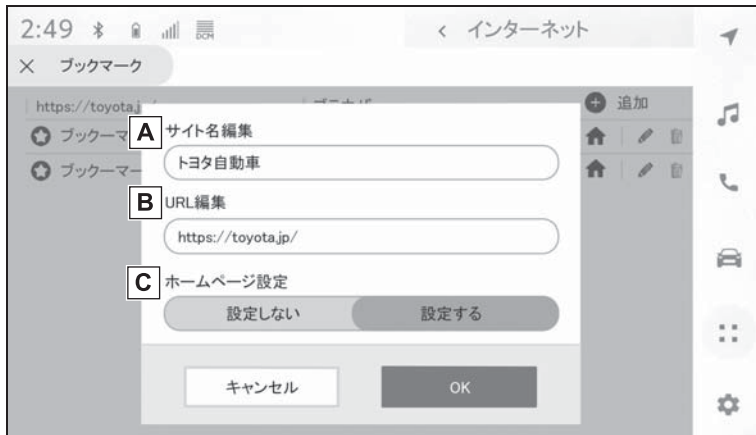 2:49 DCM インターネット
ブックマーク
https://toyota.j
追加
ブックーマ
ブックーマー
A サイト名編集
トヨタ自動車
B URL編集
https://toyota.jp/
C ホームページ設定
設定しない 設定する
キャンセル OK